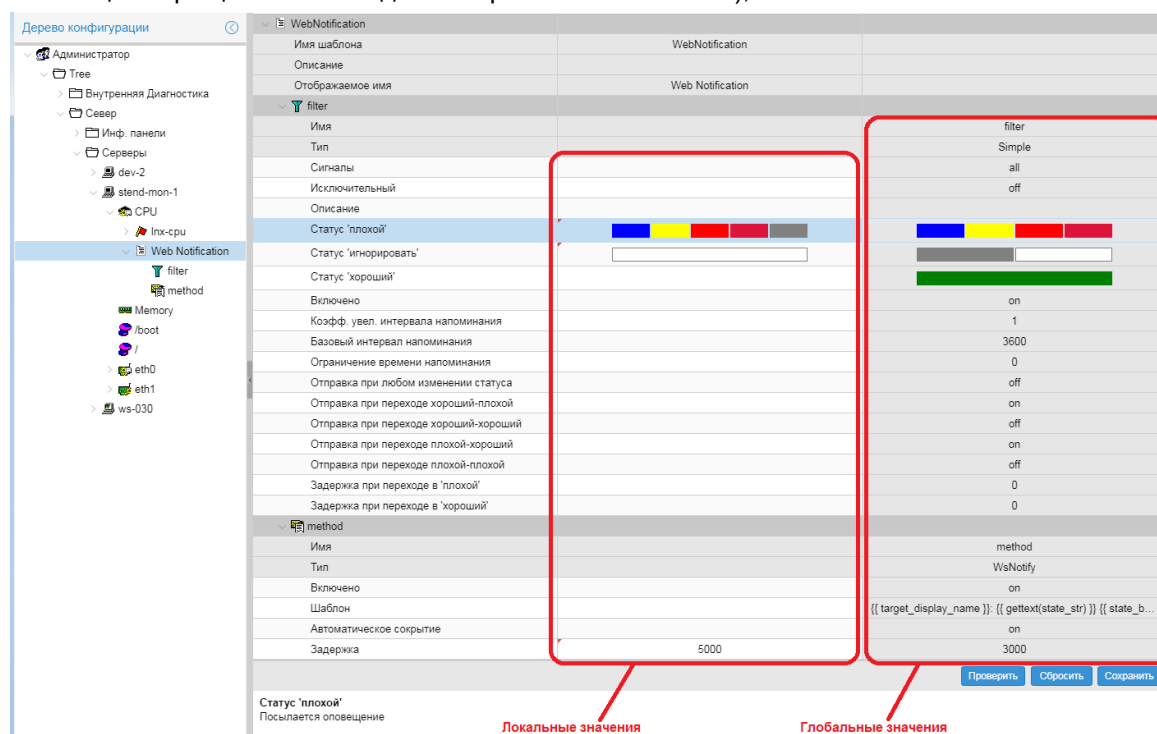 Дерево конфигурации
Администратор
Tree
Внутренняя Диагностика
Север
Инф. панели
Серверы
dev-2
stend-mon-1
CPU
lnx-cpu
Web Notification
filter
method
Memory
/boot
/
eth0
eth1
ws-030
WebNotification
Имя шаблона WebNotification
Описание
Отображаемое имя Web Notification
filter
Имя filter
Тип Simple
Сигналы all
Исключительный off
Описание
Статус 'плохой'
Статус 'игнорировать'
Статус 'хороший'
Включено on
Коэфф. увел. интервала напоминания 1
Базовый интервал напоминания 3600
Ограничение времени напоминания 0
Отправка при любом изменении статуса off
Отправка при переходе хороший-плохой on
Отправка при переходе хороший-хороший off
Отправка при переходе плохой-хороший on
Отправка при переходе плохой-плохой off
Задержка при переходе в 'плохой' 0
Задержка при переходе в 'хороший' 0
method
Имя method
Тип WsNotify
Включено on
Шаблон {{ target_display_name }}: {{ gettext(state_str) }} {{ state_b...
Автоматическое сокрытие on
Задержка 5000 3000
Проверить Сбросить Сохранить
Статус 'плохой'
Посылается оповещение
Локальные значения Глобальные значения